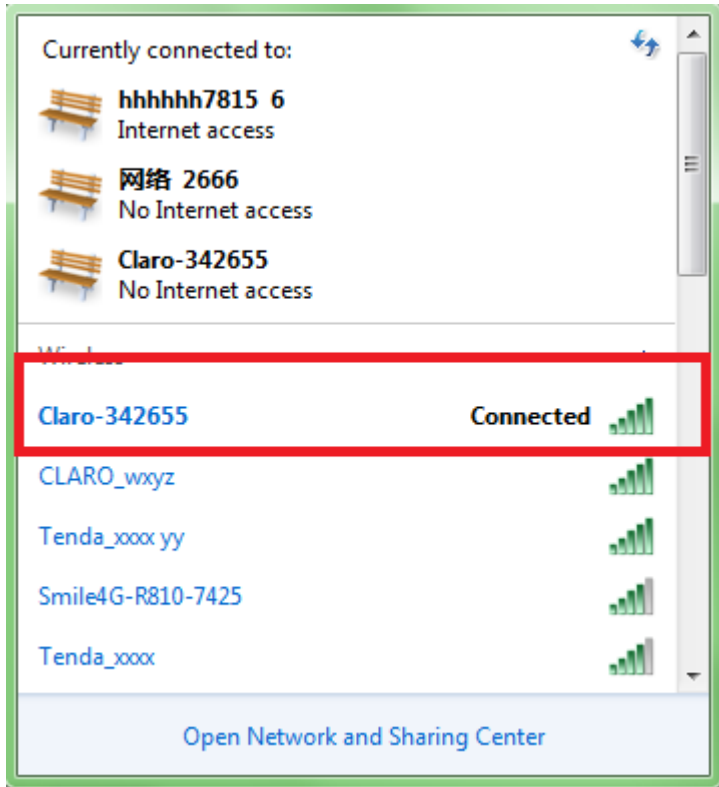 Currently connected to:
hhhhhh7815 6
Internet access
网络 2666
No Internet access
Claro-342655
No Internet access
Wireless
Claro-342655 Connected
CLARO_wxyz
Tenda_xxxx yy
Smile4G-R810-7425
Tenda_xxxx
Open Network and Sharing Center